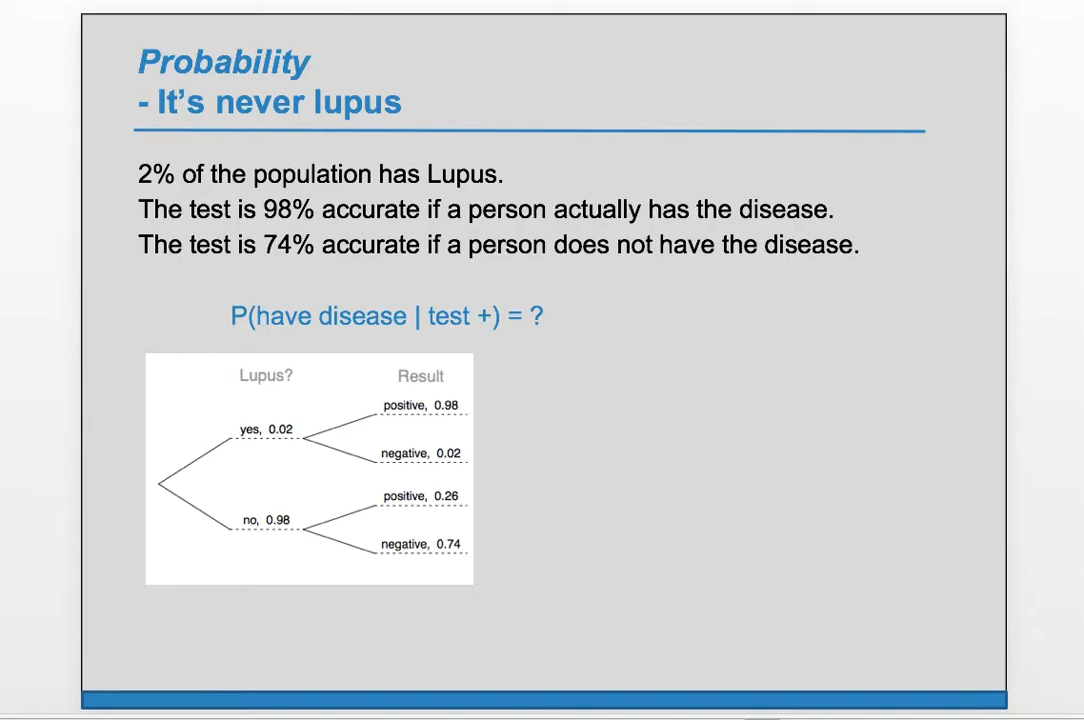 Probability
- It's never lupus
2% of the population has Lupus.
The test is 98% accurate if a person actually has the disease.
The test is 74% accurate if a person does not have the disease.
P(have disease | test +) = ?
Lupus?
Result
positive, 0.98
yes, 0.02
negative, 0.02
positive, 0.26
no, 0.98
negative, 0.74